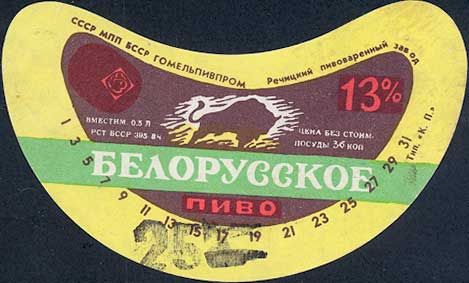 СССР МПП БССР ГОМЕЛЬПИВПРОМ
Речицкий пивоваренный завод
13%
ВМЕСТИМ. 0,5 Л
РСТ БССР 395-84
ЦЕНА БЕЗ СТОИМ.
ПОСУДЫ 36 КОП
БЕЛОРУССКОЕ
ПИВО
1 3 5 7 9 11 13 15 17 19 21 23 25 27 29 31
Тип. «К. П.»